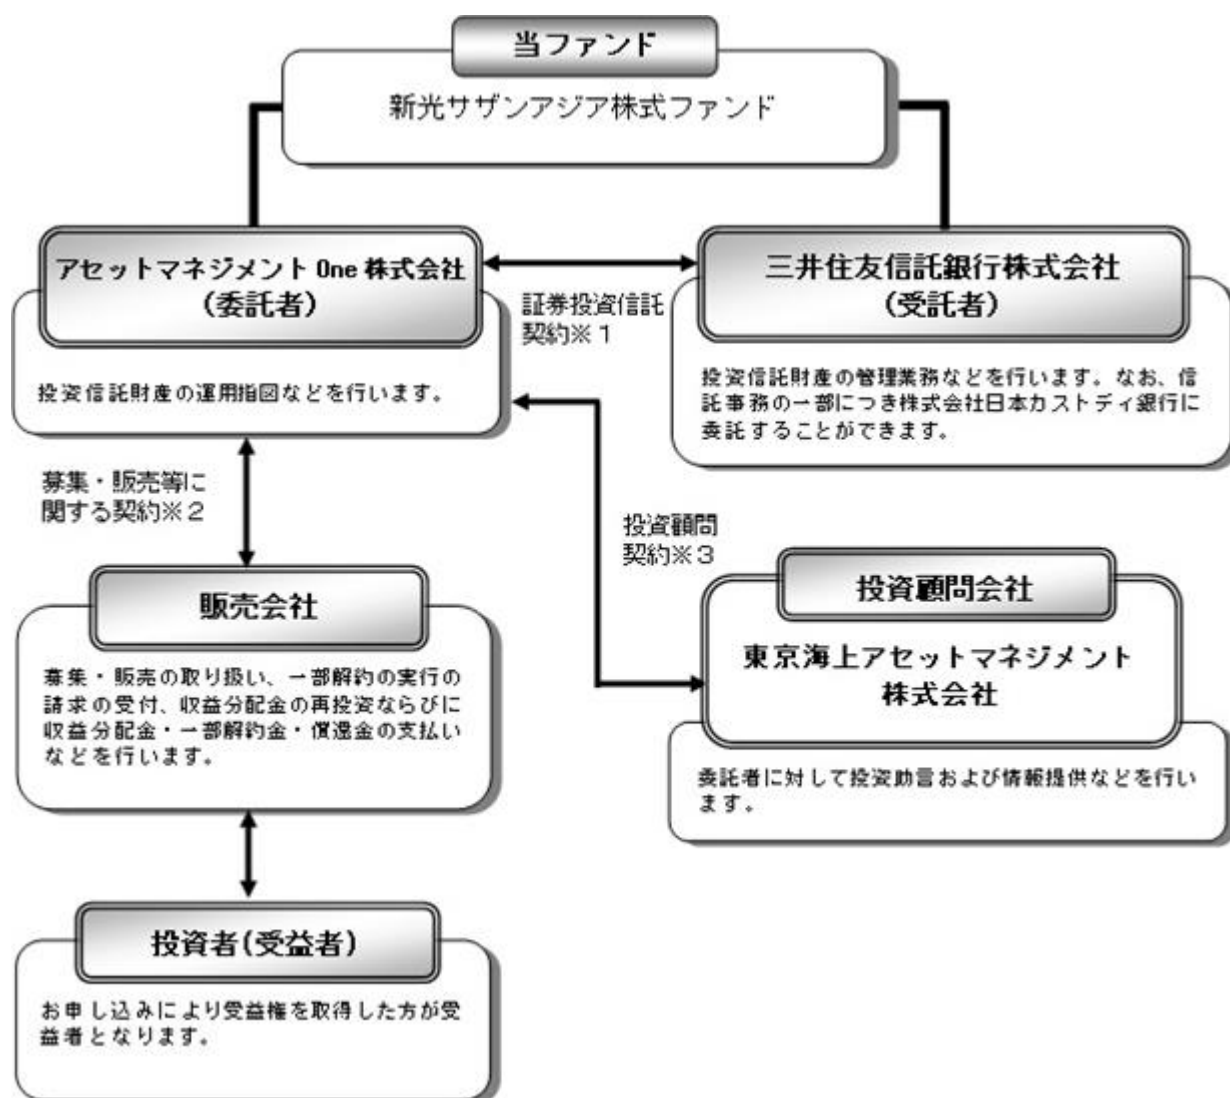 当ファンド
新光サザンアジア株式ファンド
アセットマネジメント One 株式会社
(委託者)
投資信託財産の運用指図などを行います。
証券投資信託
契約※1
三井住友信託銀行株式会社
(受託者)
投資信託財産の管理業務などを行います。なお、信
託事務の一部につき株式会社日本カストディ銀行に
委託することができます。
募集・販売等に
関する契約※2
投資顧問
契約※3
販売会社
募集・販売の取り扱い、一部解約の実行の
請求の受付、収益分配金の再投資ならびに
収益分配金・一部解約金・償還金の支払い
などを行います。
投資顧問会社
東京海上アセットマネジメント
株式会社
委託者に対して投資助言および情報提供などを行い
ます。
投資者(受益者)
お申し込みにより受益権を取得した方が受
益者となります。